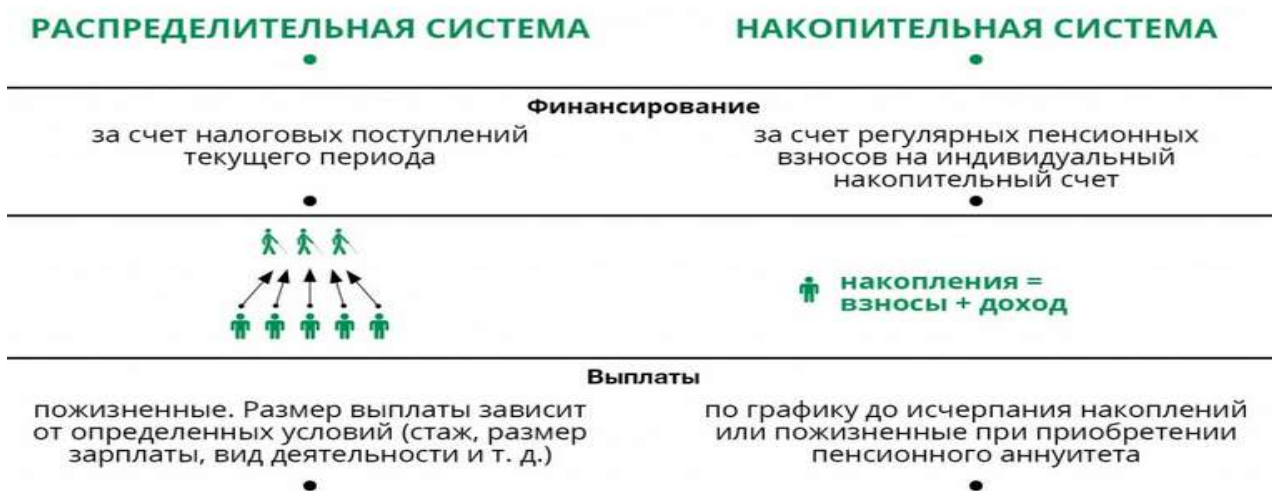 РАСПРЕДЕЛИТЕЛЬНАЯ СИСТЕМА
НАКОПИТЕЛЬНАЯ СИСТЕМА
Финансирование
за счет налоговых поступлений
текущего периода
за счет регулярных пенсионных
взносов на индивидуальный
накопительный счет
накопления =
взносы + доход
Выплаты
пожизненные. Размер выплаты зависит
от определенных условий (стаж, размер
зарплаты, вид деятельности и т. д.)
по графику до исчерпания накоплений
или пожизненные при приобретении
пенсионного аннуитета